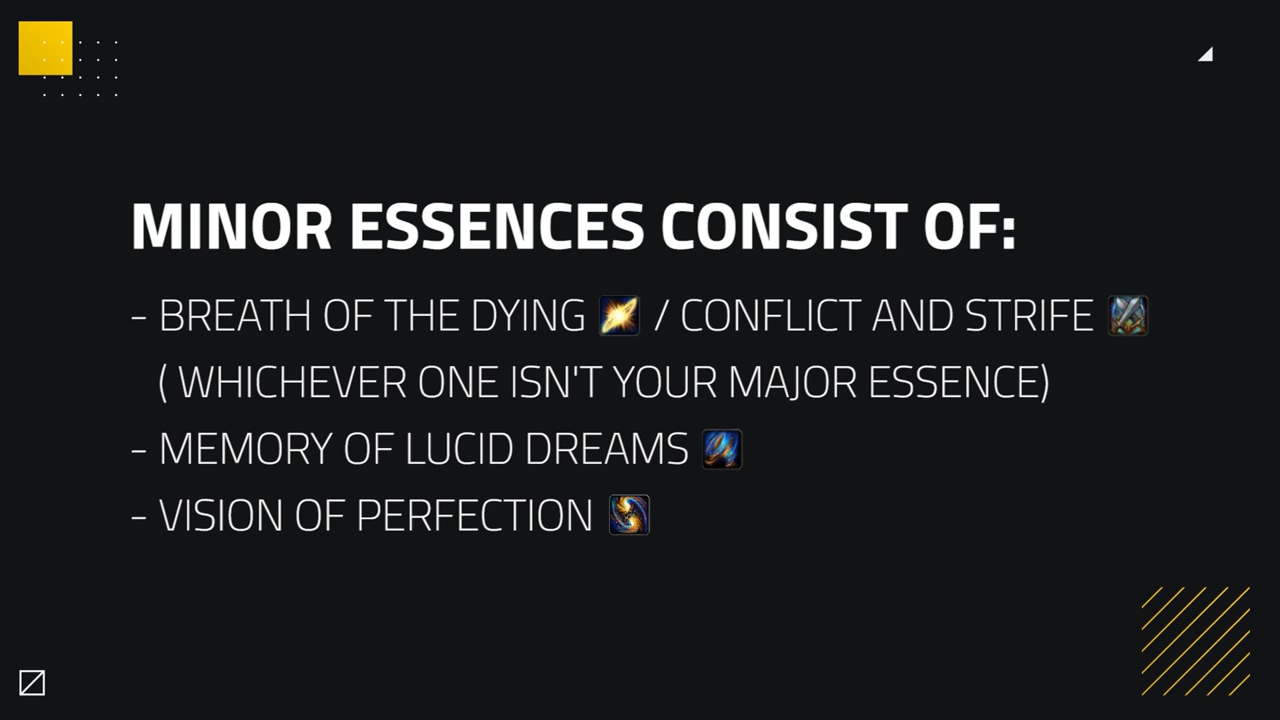 MINOR ESSENCES CONSIST OF:
- BREATH OF THE DYING / CONFLICT AND STRIFE
( WHICHEVER ONE ISN'T YOUR MAJOR ESSENCE)
- MEMORY OF LUCID DREAMS
- VISION OF PERFECTION